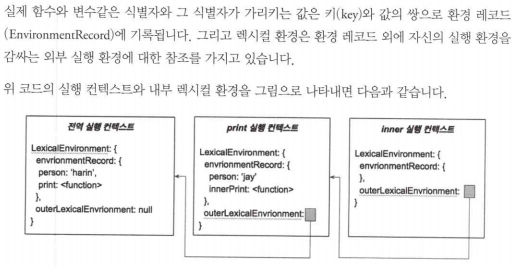 실제 함수와 변수같은 식별자와 그 식별자가 가리키는 값은 키(key)와 값의 쌍으로 환경 레코드
(EnvironmentRecord)에 기록됩니다. 그리고 렉시컬 환경은 환경 레코드 외에 자신의 실행 환경을
감싸는 외부 실행 환경에 대한 참조를 가지고 있습니다.
위 코드의 실행 컨텍스트와 내부 렉시컬 환경을 그림으로 나타내면 다음과 같습니다.
전역 실행 컨텍스트
LexicalEnvironment: {
envrionmentRecord: {
person: 'harin',
print: <function>
},
outerLexicalEnvrionment: null
}
print 실행 컨텍스트
LexicalEnvironment: {
envrionmentRecord: {
person: 'jay'
innerPrint: <function>
},
outerLexicalEnvrionment:
}
inner 실행 컨텍스트
LexicalEnvironment: {
envrionmentRecord: {
},
outerLexicalEnvrionment:
}